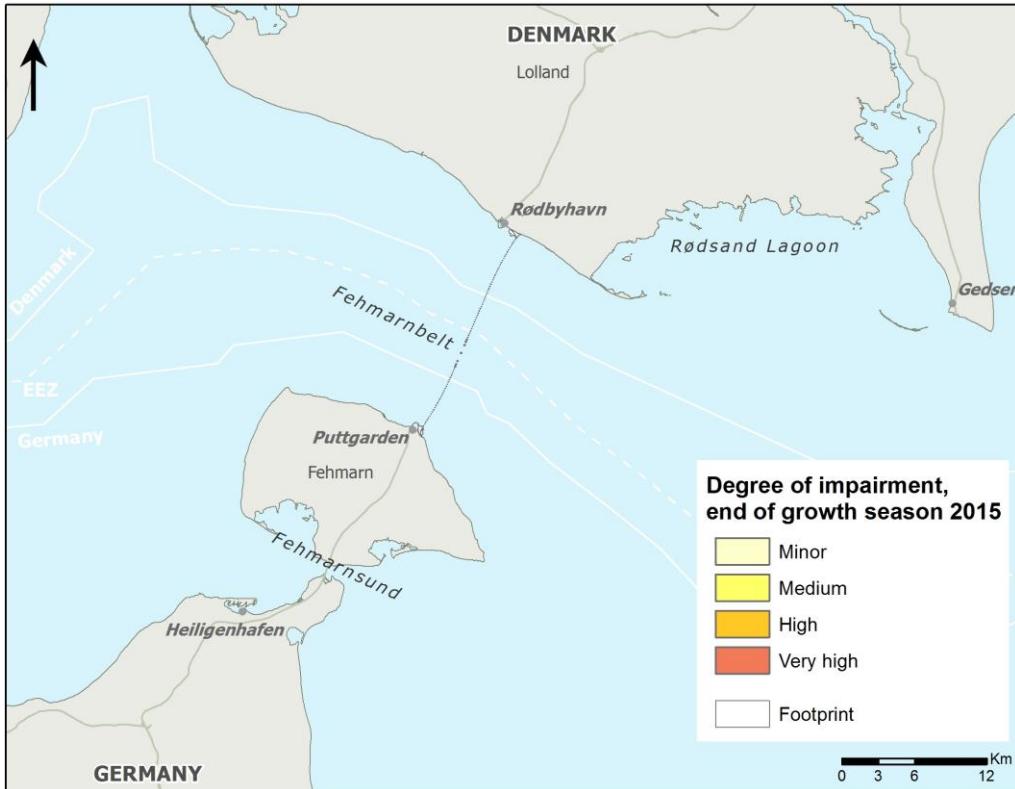 DENMARK
Lolland
Rødbyhavn
Rødsand Lagoon
Gedser
Denmark
Fehmarnbelt
EEZ
Germany
Puttgarden
Fehmarn
Fehmarnsund
Heiligenhafen
GERMANY
Degree of impairment,
end of growth season 2015
Minor
Medium
High
Very high
Footprint
Km
0 3 6 12